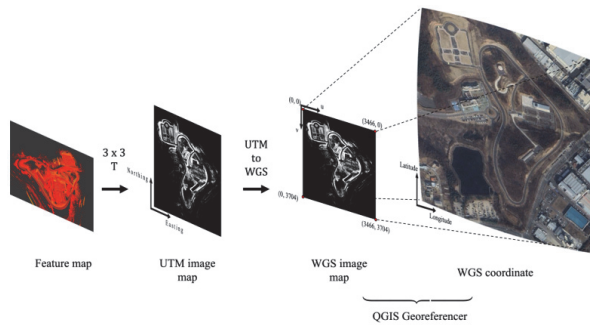 (0, 0)
u
v
(3466, 0)
3 x 3
T
UTM
to
WGS
Northing
Easting
(0, 3704)
(3466, 3704)
Latitude
Longitude
Feature map
UTM image
map
WGS image
map
WGS coordinate
QGIS Georeferencer